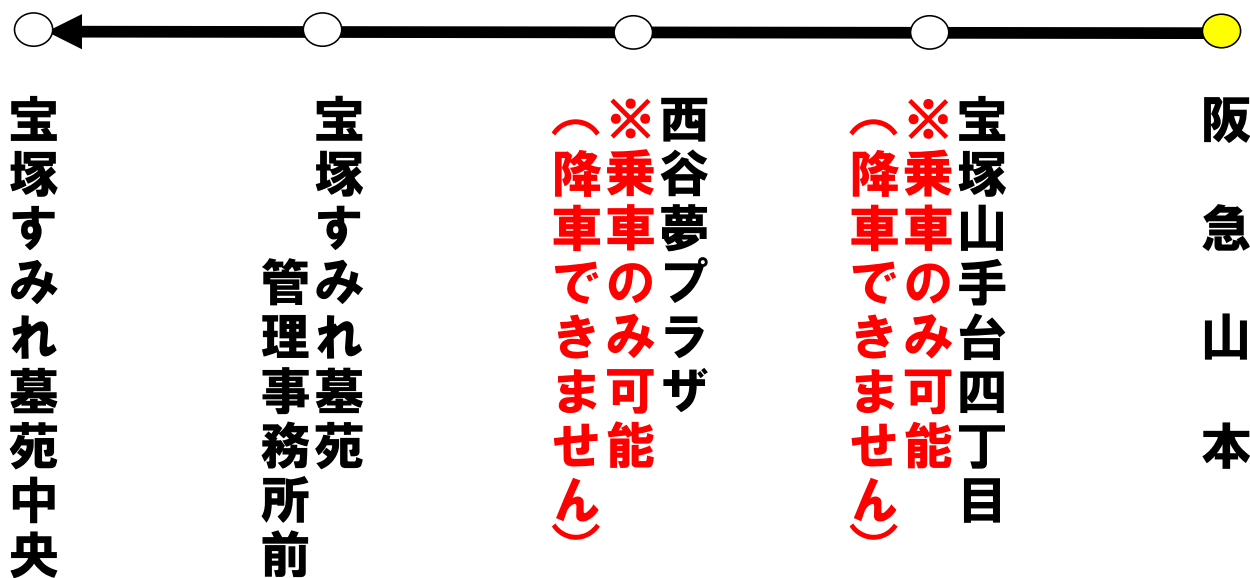 阪急山本
宝塚山手台四丁目
※乗車のみ可能
（降車できません）
西谷夢プラザ
※乗車のみ可能
（降車できません）
宝塚すみれ墓苑
管理事務所前
宝塚すみれ墓苑中央